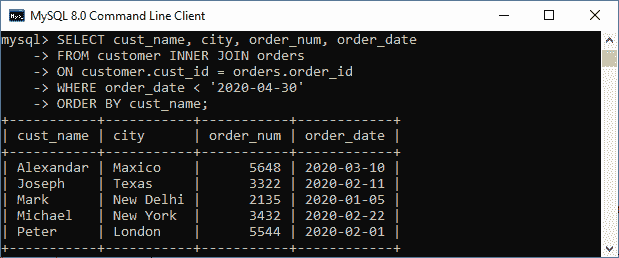 MySQL 8.0 Command Line Client
mysql> SELECT cust_name, city, order_num, order_date
    -> FROM customer INNER JOIN orders
    -> ON customer.cust_id = orders.order_id
    -> WHERE order_date < '2020-04-30'
    -> ORDER BY cust_name;
+-----------+-----------+-----------+------------+
| cust_name | city      | order_num | order_date |
+-----------+-----------+-----------+------------+
| Alexandar | Maxico    |      5648 | 2020-03-10 |
| Joseph    | Texas     |      3322 | 2020-02-11 |
| Mark      | New Delhi |      2135 | 2020-01-05 |
| Michael   | New York  |      3432 | 2020-02-22 |
| Peter     | London    |      5544 | 2020-02-01 |
+-----------+-----------+-----------+------------+